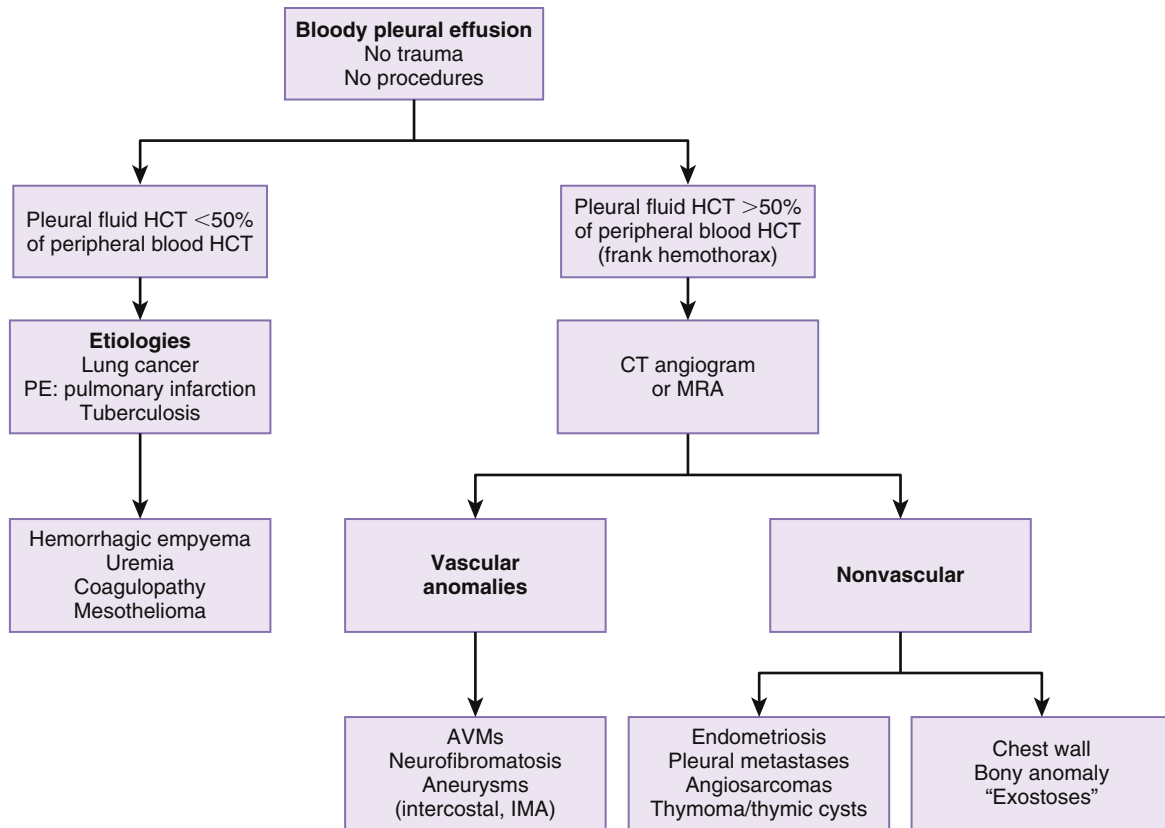 Bloody pleural effusion
No trauma
No procedures
Pleural fluid HCT <50%
of peripheral blood HCT
Pleural fluid HCT >50%
of peripheral blood HCT
(frank hemothorax)
Etiologies
Lung cancer
PE: pulmonary infarction
Tuberculosis
CT angiogram
or MRA
Hemorrhagic empyema
Uremia
Coagulopathy
Mesothelioma
Vascular
anomalies
Nonvascular
AVMs
Neurofibromatosis
Aneurysms
(intercostal, IMA)
Endometriosis
Pleural metastases
Angiosarcomas
Thymoma/thymic cysts
Chest wall
Bony anomaly
“Exostoses”